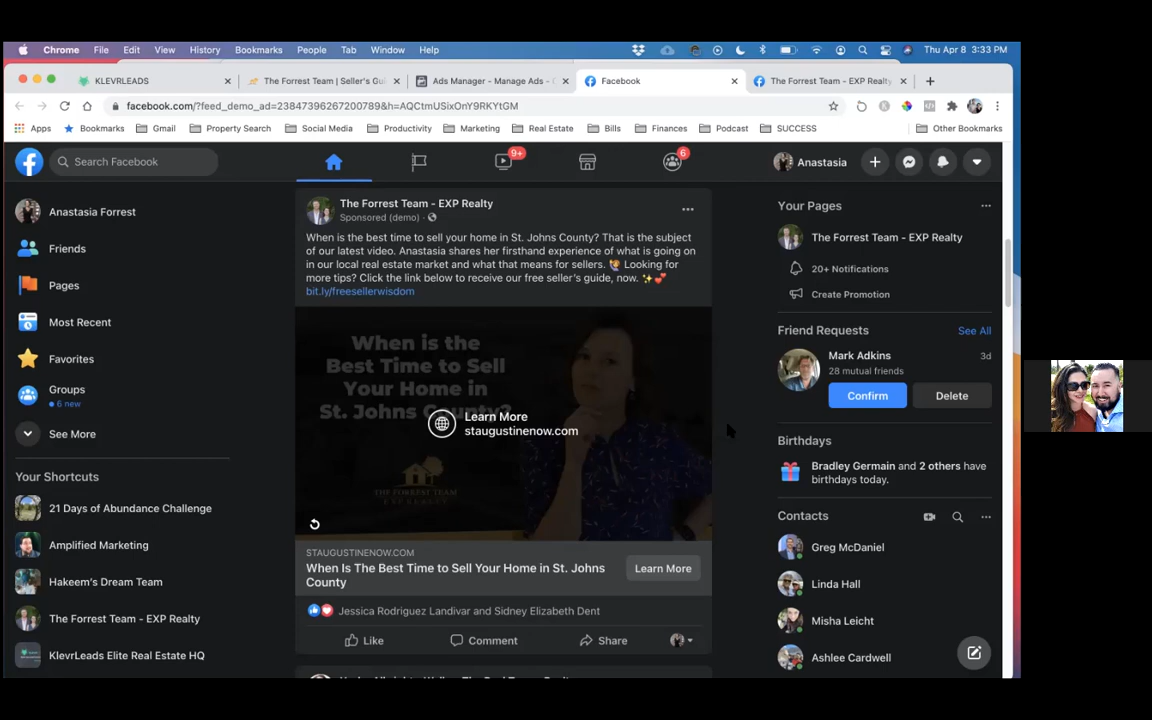 Chrome File Edit View History Bookmarks People Tab Window Help Thu Apr 8 3:33 PM
KLEVRLEADS The Forrest Team | Seller's Gui Ads Manager - Manage Ads - Facebook The Forrest Team - EXP Realty
facebook.com/?feed_demo_ad=23847396267200789&h=AQCtmUSixOnY9RKYtGM
Apps Bookmarks Gmail Property Search Social Media Productivity Marketing Real Estate Bills Finances Podcast SUCCESS Other Bookmarks
Search Facebook
9+
6
Anastasia
Anastasia Forrest
Friends
Pages
Most Recent
Favorites
Groups
6 new
See More
Your Shortcuts
21 Days of Abundance Challenge
Amplified Marketing
Hakeem's Dream Team
The Forrest Team - EXP Realty
KlevrLeads Elite Real Estate HQ
The Forrest Team - EXP Realty
Sponsored (demo) ·
When is the best time to sell your home in St. Johns County? That is the subject
of our latest video. Anastasia shares her firsthand experience of what is going on
in our local real estate market and what that means for sellers. Looking for
more tips? Click the link below to receive our free seller's guide, now.
bit.ly/freesellerwisdom
When is the
Best Time to Sell
Your Home in
St. Johns County?
Learn More
staugustinenow.com
THE FORREST TEAM
EXP REALTY
STAUGUSTINENOW.COM
When Is The Best Time to Sell Your Home in St. Johns
County
Learn More
Jessica Rodriguez Landivar and Sidney Elizabeth Dent
Like Comment Share
Your Pages
The Forrest Team - EXP Realty
20+ Notifications
Create Promotion
Friend Requests See All
Mark Adkins 3d
28 mutual friends
Confirm Delete
Birthdays
Bradley Germain and 2 others have
birthdays today.
Contacts
Greg McDaniel
Linda Hall
Misha Leicht
Ashlee Cardwell